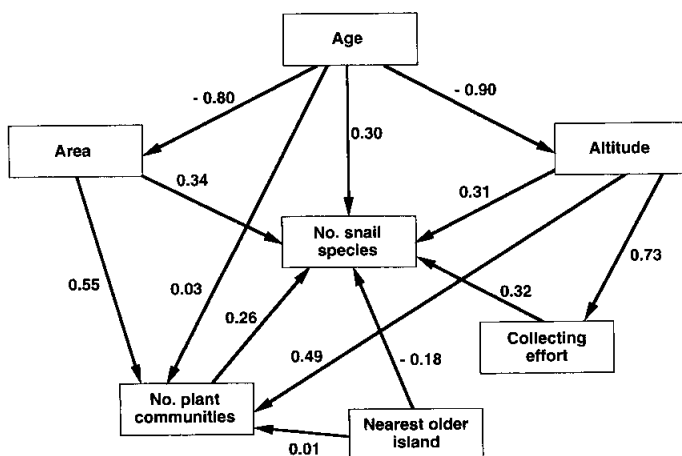 Age
- 0.80
- 0.90
Area
0.30
Altitude
0.34
0.31
No. snail
species
0.73
0.55
0.03
0.26
0.32
Collecting
effort
0.49
- 0.18
No. plant
communities
Nearest older
island
0.01